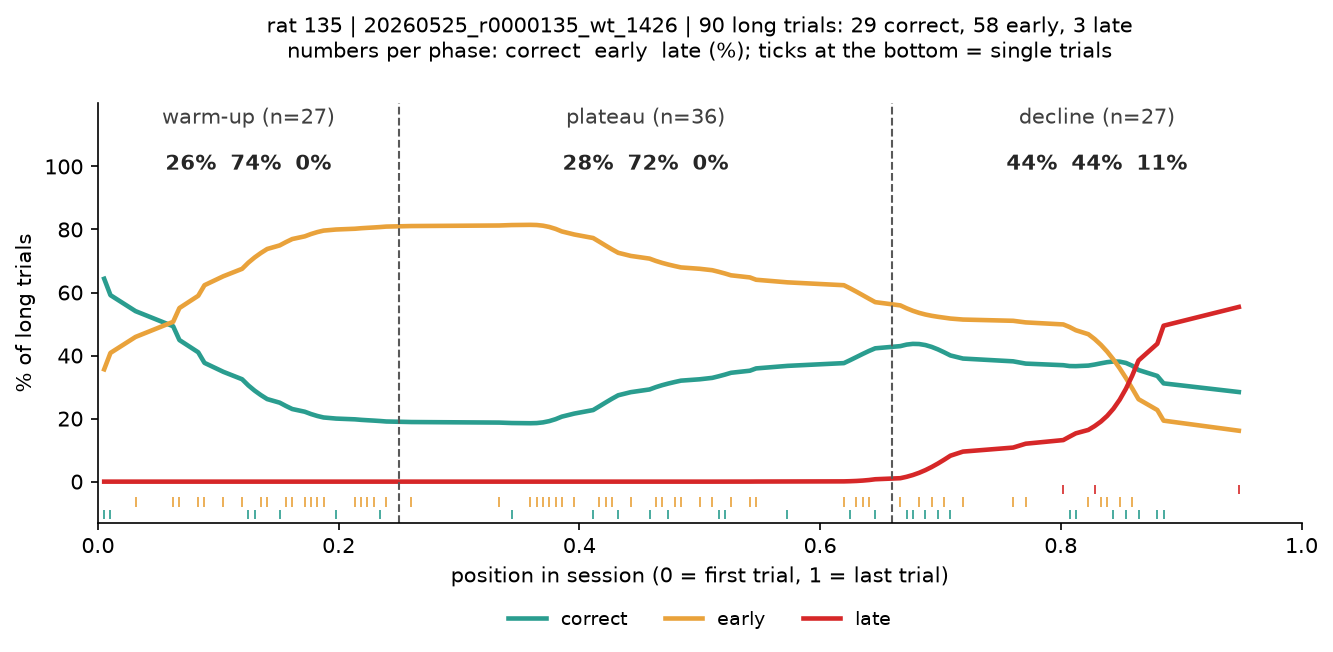 rat 135 | 20260525_r0000135_wt_1426 | 90 long trials: 29 correct, 58 early, 3 late
numbers per phase: correct  early  late (%); ticks at the bottom = single trials
warm-up (n=27)
plateau (n=36)
decline (n=27)
26%  74%  0%
28%  72%  0%
44%  44%  11%
100
80
60
40
20
0
% of long trials
0.0
0.2
0.4
0.6
0.8
1.0
position in session (0 = first trial, 1 = last trial)
correct
early
late